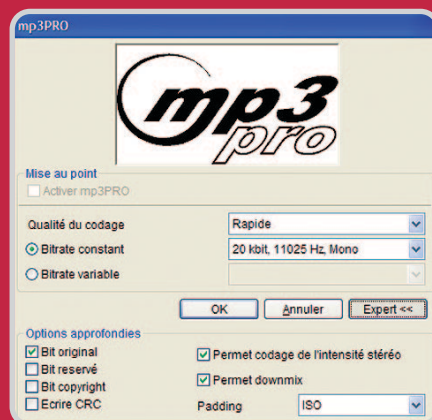 mp3PRO
mp3
pro
Mise au point
Activer mp3PRO
Qualité du codage Rapide
Bitrate constant 20 kbit, 11025 Hz, Mono
Bitrate variable
OK Annuler Expert <<
Options approfondies
Bit original
Permet codage de l'intensité stéréo
Bit reservé
Bit copyright
Permet downmix
Ecrire CRC
Padding ISO